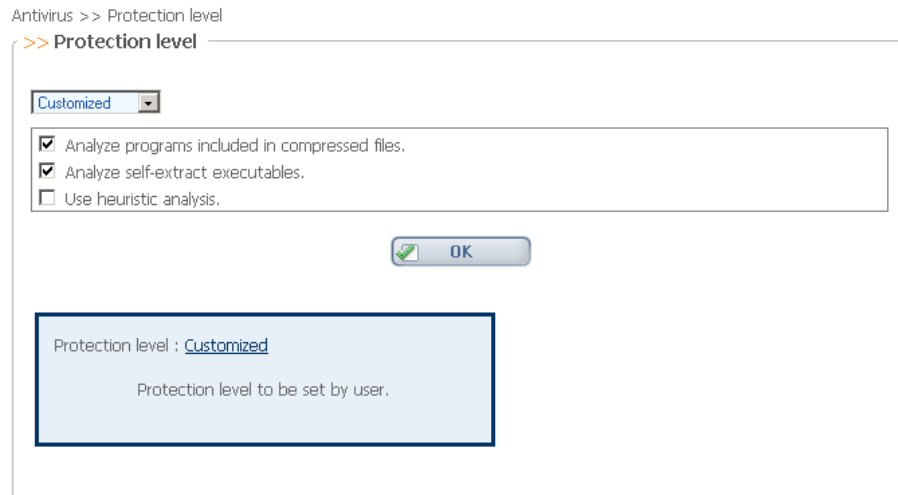 Antivirus >> Protection level
>> Protection level
Customized
Analyze programs included in compressed files.
Analyze self-extract executables.
Use heuristic analysis.
OK
Protection level : Customized
Protection level to be set by user.